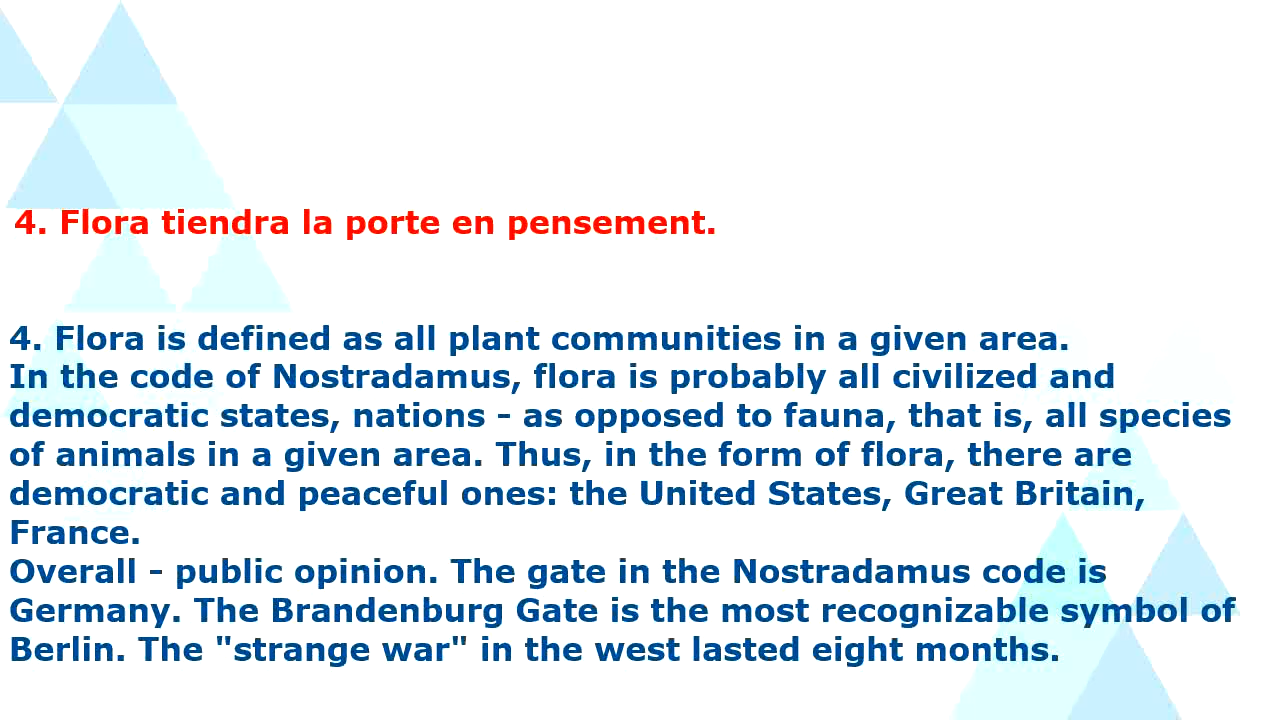 4. Flora tiendra la porte en pensement.
4. Flora is defined as all plant communities in a given area.
In the code of Nostradamus, flora is probably all civilized and
democratic states, nations - as opposed to fauna, that is, all species
of animals in a given area. Thus, in the form of flora, there are
democratic and peaceful ones: the United States, Great Britain,
France.
Overall - public opinion. The gate in the Nostradamus code is
Germany. The Brandenburg Gate is the most recognizable symbol of
Berlin. The "strange war" in the west lasted eight months.